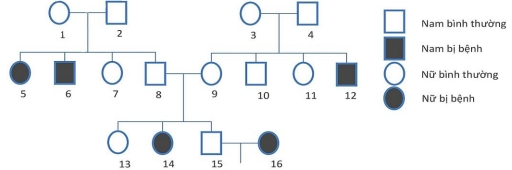 1 2 3 4
Nam bình thường
Nam bị bệnh
5 6 7 8 9 10 11 12
Nữ bình thường
Nữ bị bệnh
13 14 15 16